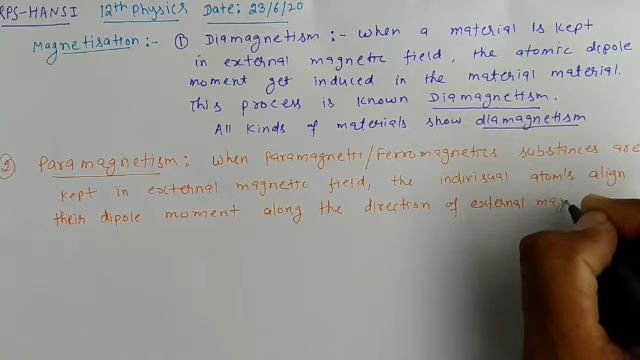 RPS-HANSI 12th Physics Date: 23/6/20
Magnetisation :- ① Diamagnetism :- when a material is kept
in external magnetic field, the atomic dipole
moment get induced in the material material.
This process is known Diamagnetism.
All kinds of materials show diamagnetism
② Paramagnetism : when Paramagnetic/Ferromagnetics substances are
kept in external magnetic field, the indirisual atom's align
their dipole moment along the direction of external mag